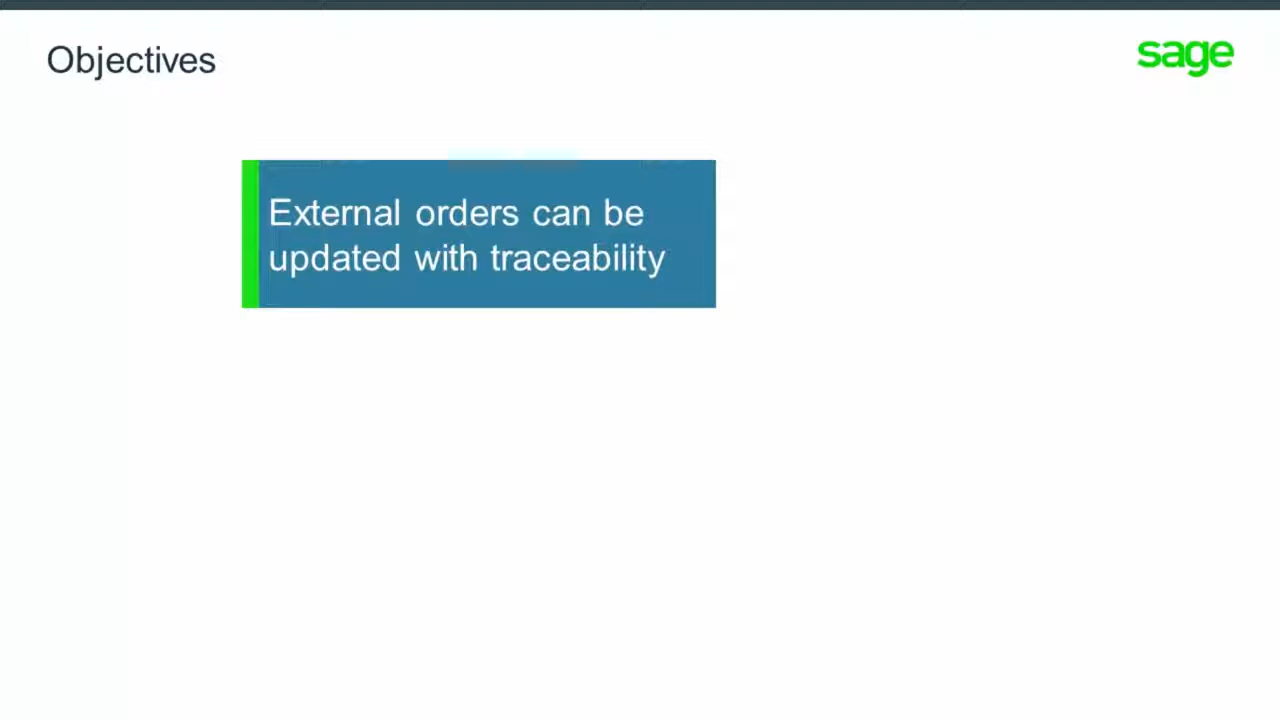 Objectives
sage
External orders can be
updated with traceability